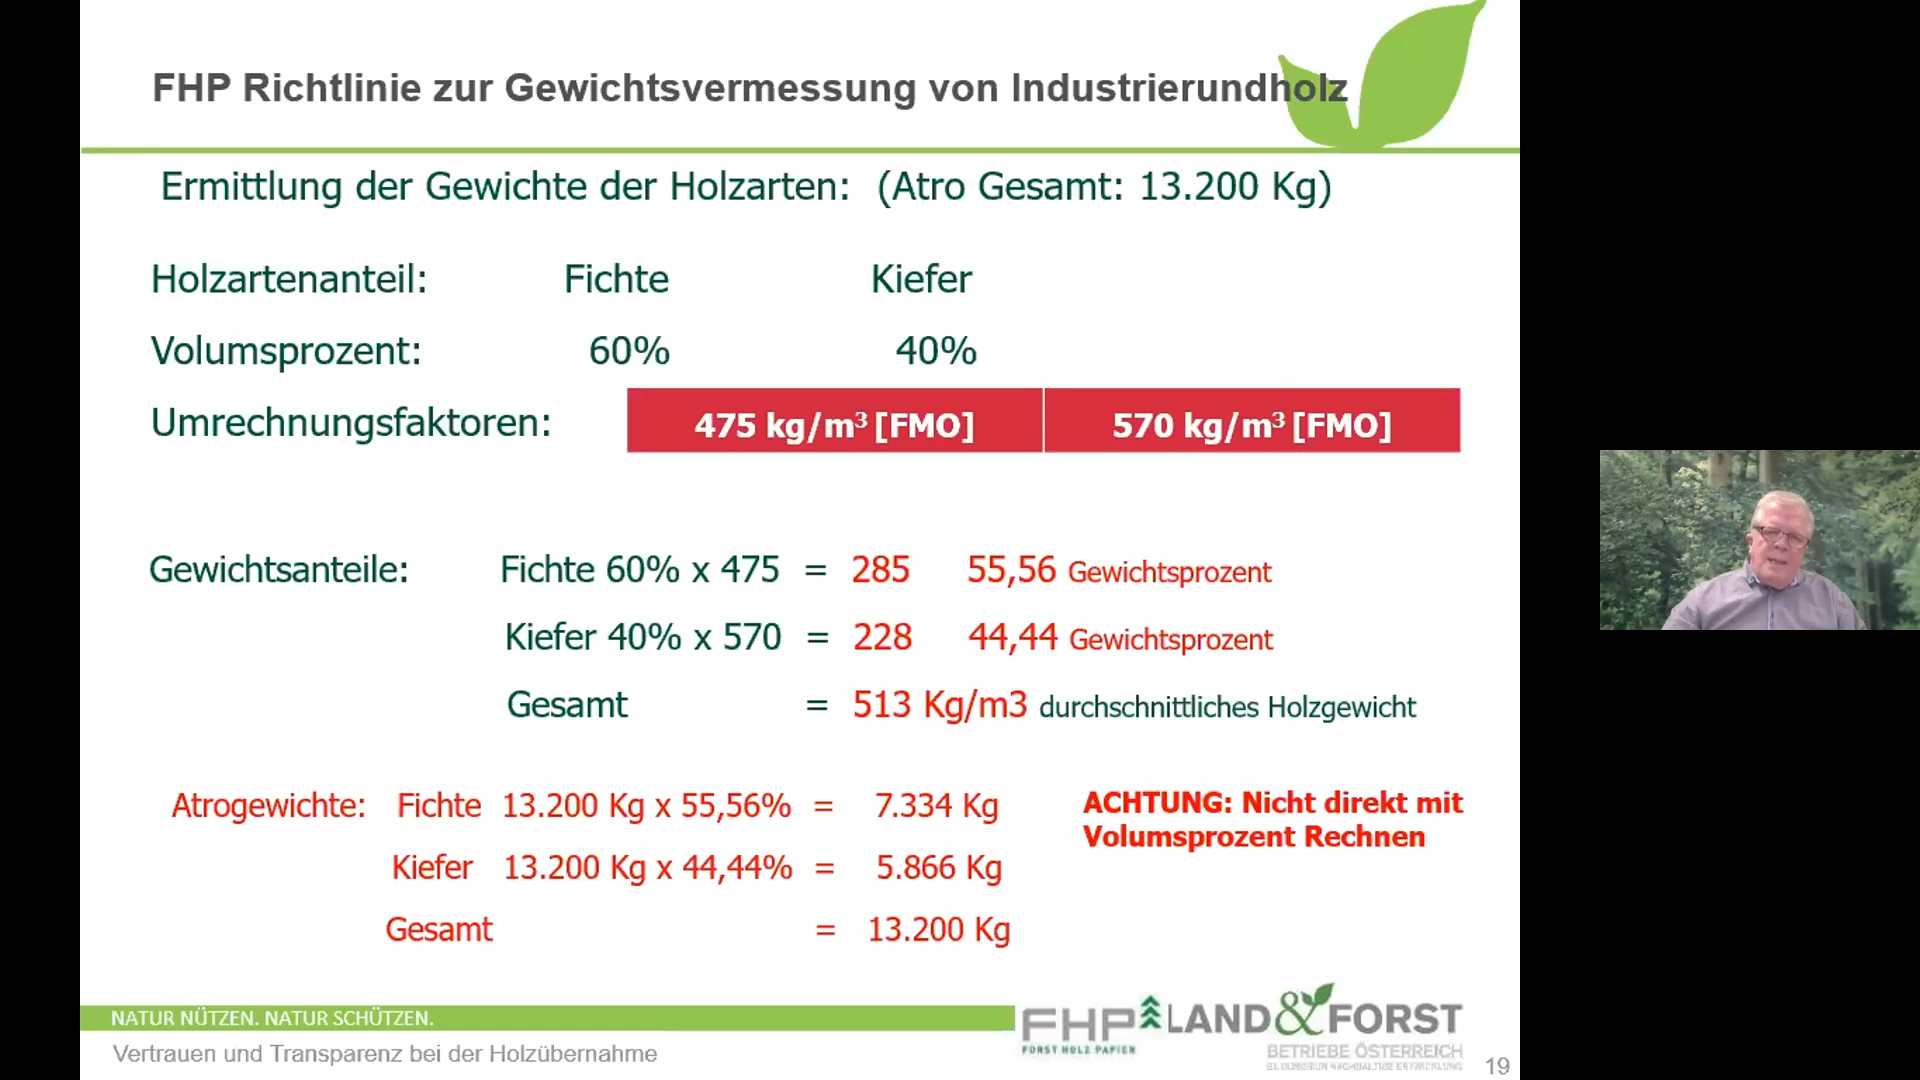 FHP Richtlinie zur Gewichtsvermessung von Industrierundholz
Ermittlung der Gewichte der Holzarten: (Atro Gesamt: 13.200 Kg)
Holzartenanteil: Fichte Kiefer
Volumsprozent: 60% 40%
Umrechnungsfaktoren: 475 kg/m³ [FMO] 570 kg/m³ [FMO]
Gewichtsanteile: Fichte 60% x 475 = 285 55,56 Gewichtsprozent
Kiefer 40% x 570 = 228 44,44 Gewichtsprozent
Gesamt = 513 Kg/m3 durchschnittliches Holzgewicht
Atrogewichte: Fichte 13.200 Kg x 55,56% = 7.334 Kg
Kiefer 13.200 Kg x 44,44% = 5.866 Kg
Gesamt = 13.200 Kg
ACHTUNG: Nicht direkt mit
Volumsprozent Rechnen
NATUR NÜTZEN. NATUR SCHÜTZEN.
Vertrauen und Transparenz bei der Holzübernahme
FHP
FORST HOLZ PAPIER
LAND&FORST
BETRIEBE ÖSTERREICH
19